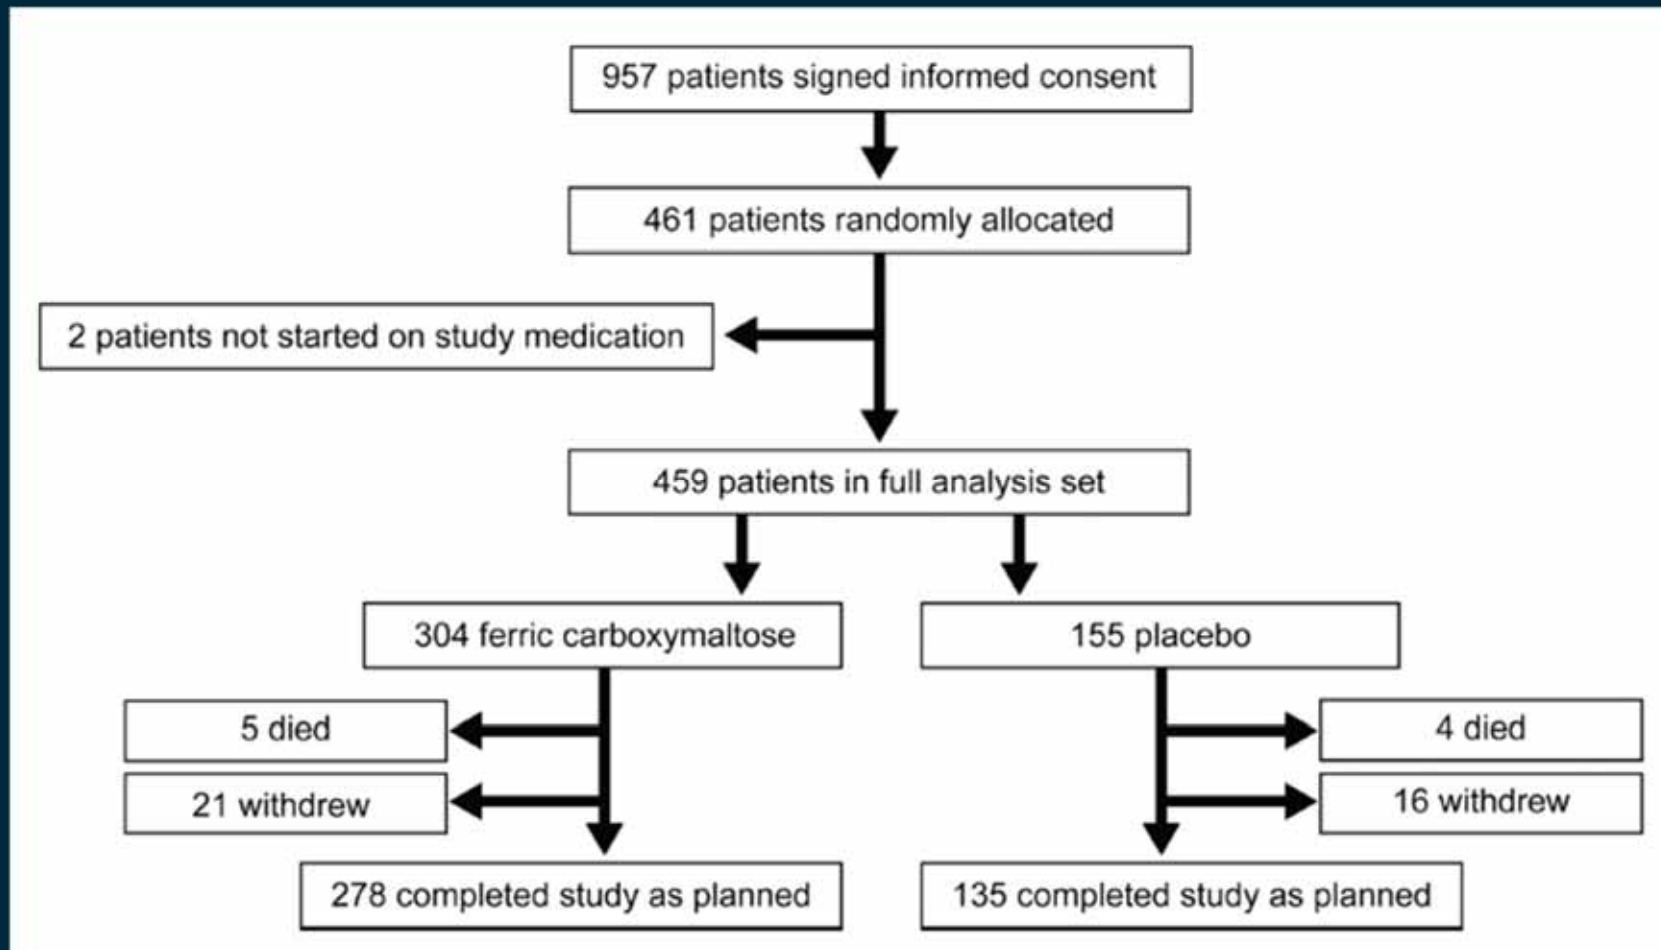 957 patients signed informed consent
461 patients randomly allocated
2 patients not started on study medication
459 patients in full analysis set
304 ferric carboxymaltose
155 placebo
5 died
4 died
21 withdrew
16 withdrew
278 completed study as planned
135 completed study as planned